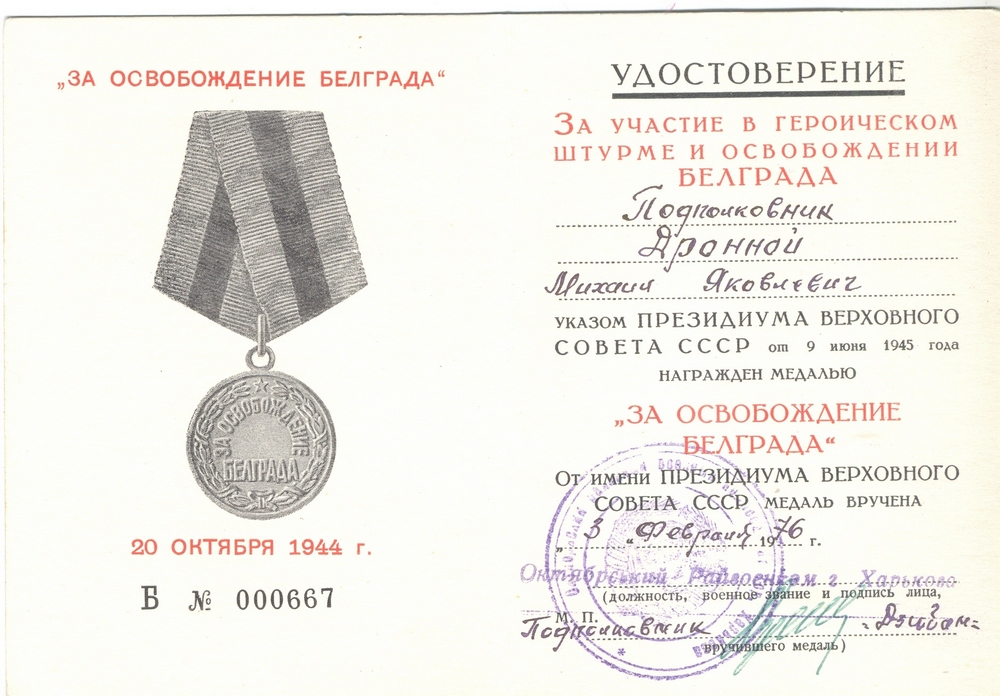 „ЗА ОСВОБОЖДЕНИЕ БЕЛГРАДА“
ЗА ОСВОБОЖДЕНИЕ
БЕЛГРАДА
20 ОКТЯБРЯ 1944 г.
Б № 000667
УДОСТОВЕРЕНИЕ
ЗА УЧАСТИЕ В ГЕРОИЧЕСКОМ
ШТУРМЕ И ОСВОБОЖДЕНИИ
БЕЛГРАДА
Подполковник
Дронной
Михаил Яковлевич
УКАЗОМ ПРЕЗИДИУМА ВЕРХОВНОГО
СОВЕТА СССР от 9 июня 1945 года
НАГРАЖДЕН МЕДАЛЬЮ
„ЗА ОСВОБОЖДЕНИЕ
БЕЛГРАДА“
ОТ ИМЕНИ ПРЕЗИДИУМА ВЕРХОВНОГО
СОВЕТА СССР МЕДАЛЬ ВРУЧЕНА
„3“ Февраля 1976 г.
Октябрьский Райвоенком г. Харьково
(должность, военное звание и подпись лица,
М. П.
Подполковник
вручившего медаль)
Харькова